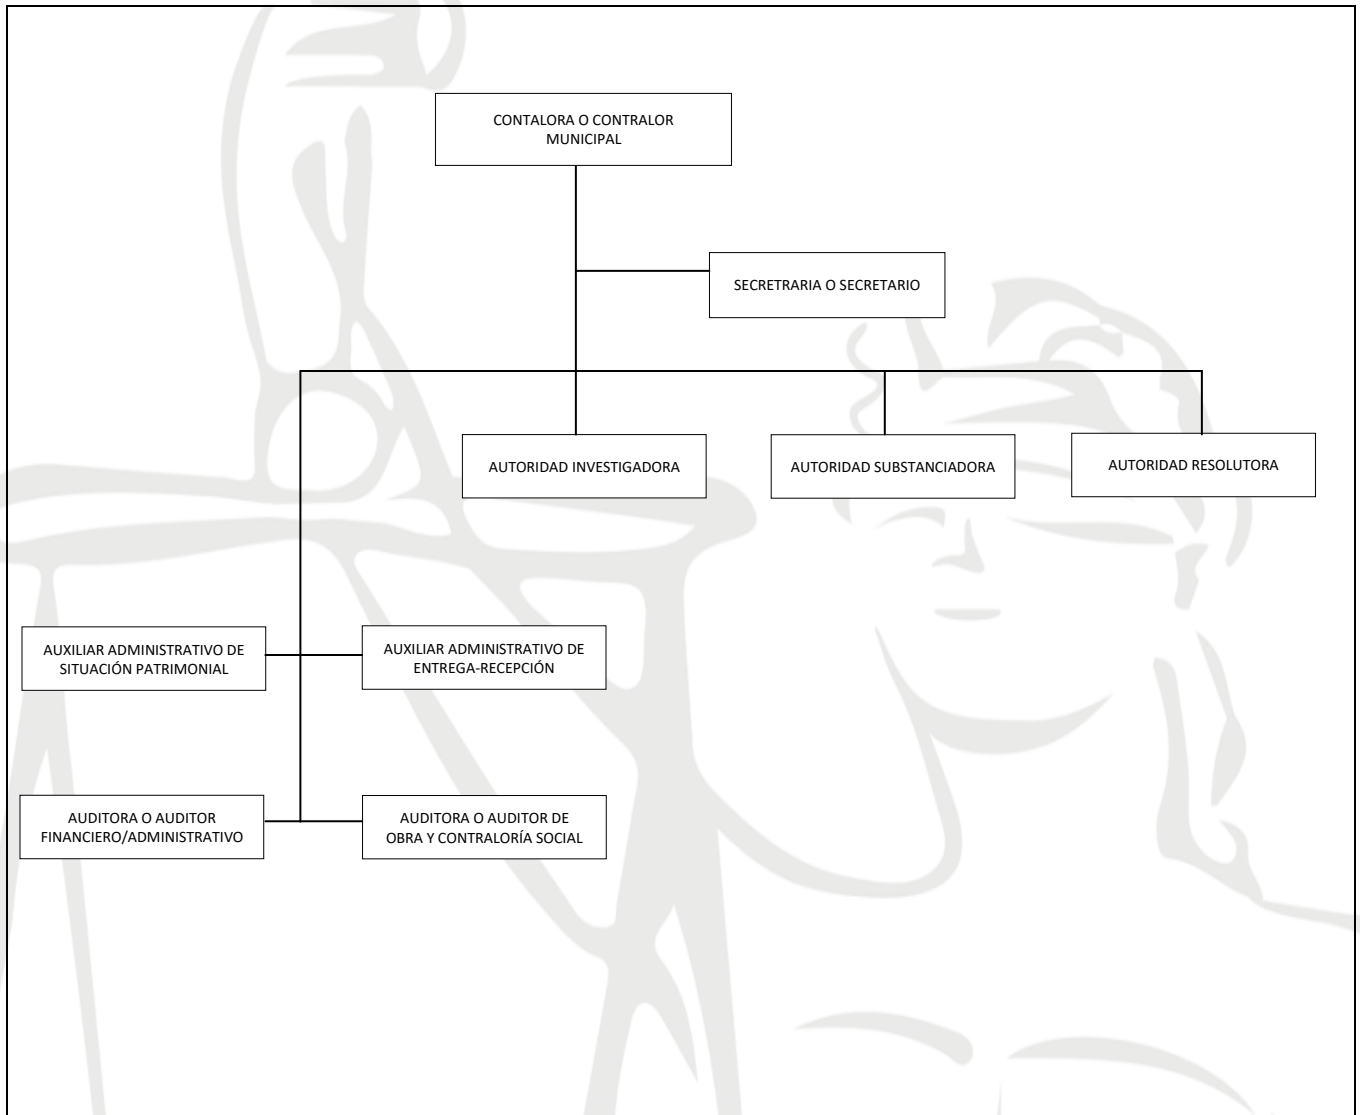 CONTALORA O CONTRALOR
MUNICIPAL
SECRETRARIA O SECRETARIO
AUTORIDAD INVESTIGADORA
AUTORIDAD SUBSTANCIADORA
AUTORIDAD RESOLUTORA
AUXILIAR ADMINISTRATIVO DE
SITUACIÓN PATRIMONIAL
AUXILIAR ADMINISTRATIVO DE
ENTREGA-RECEPCIÓN
AUDITORA O AUDITOR
FINANCIERO/ADMINISTRATIVO
AUDITORA O AUDITOR DE
OBRA Y CONTRALORÍA SOCIAL